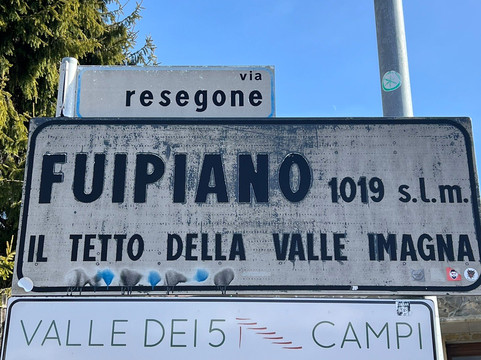 via
resegone
FUIPIANO 1019 s.l.m.
IL TETTO DELLA VALLE IMAGNA
VALLE DEI 5 CAMPI